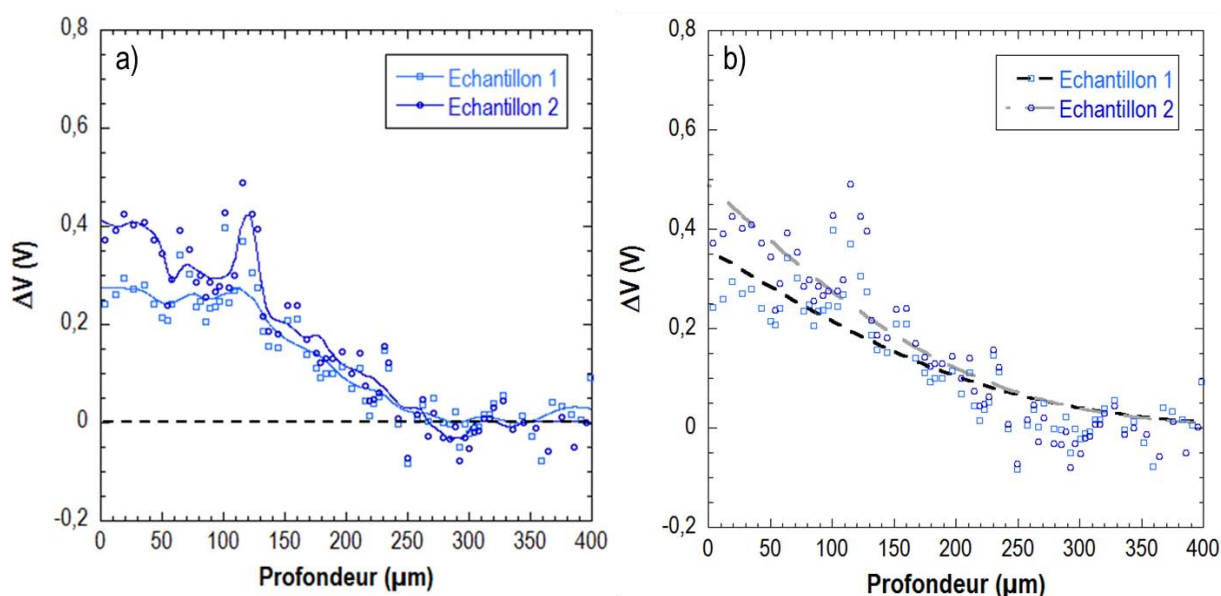 a)
Echantillon 1
Echantillon 2
0,8
0,6
0,4
0,2
0
-0,2
ΔV (V)
0 50 100 150 200 250 300 350 400
Profondeur (µm)
b)
Echantillon 1
Echantillon 2
0,8
0,6
0,4
0,2
0
-0,2
ΔV (V)
0 50 100 150 200 250 300 350 400
Profondeur (µm)